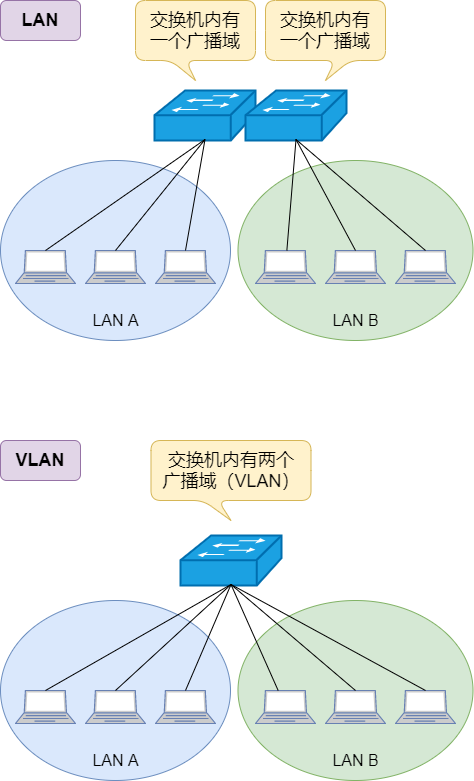 LAN
交换机内有
一个广播域
交换机内有
一个广播域
LAN A
LAN B
VLAN
交换机内有两个
广播域（VLAN）
LAN A
LAN B